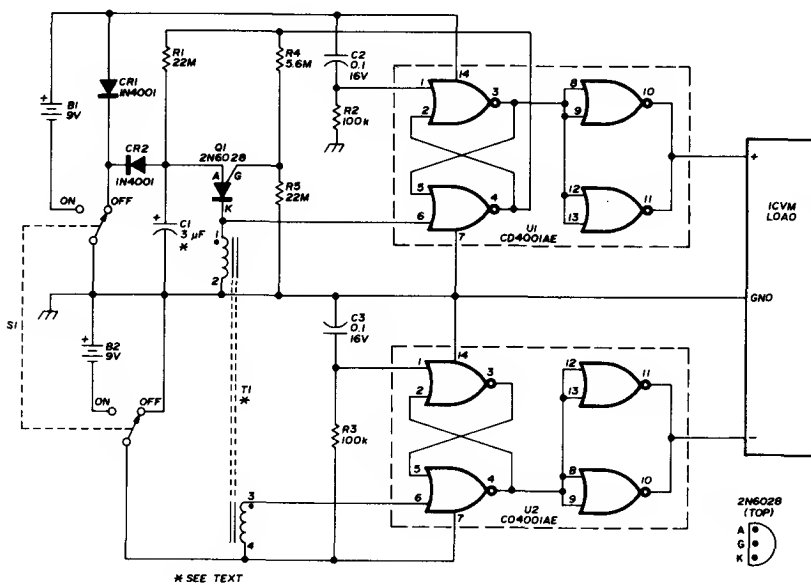 CR1
1N4001
+
B1
9V
ON
OFF
CR2
1N4001
R1
22M
Q1
2N6028
A
G
K
C1
3 µF
*
+
R4
5.6M
R5
22M
C2
0.1
16V
R2
100k
1
2
14
3
5
6
4
7
8
9
10
12
13
11
U1
CD4001AE
ICVM
LOAD
+
GND
-
S1
+
B2
9V
ON
OFF
1
2
T1
*
3
4
C3
0.1
16V
R3
100k
1
2
14
3
5
6
4
7
12
13
11
8
9
10
U2
CD4001AE
2N6028
(TOP)
A
G
K
* SEE TEXT